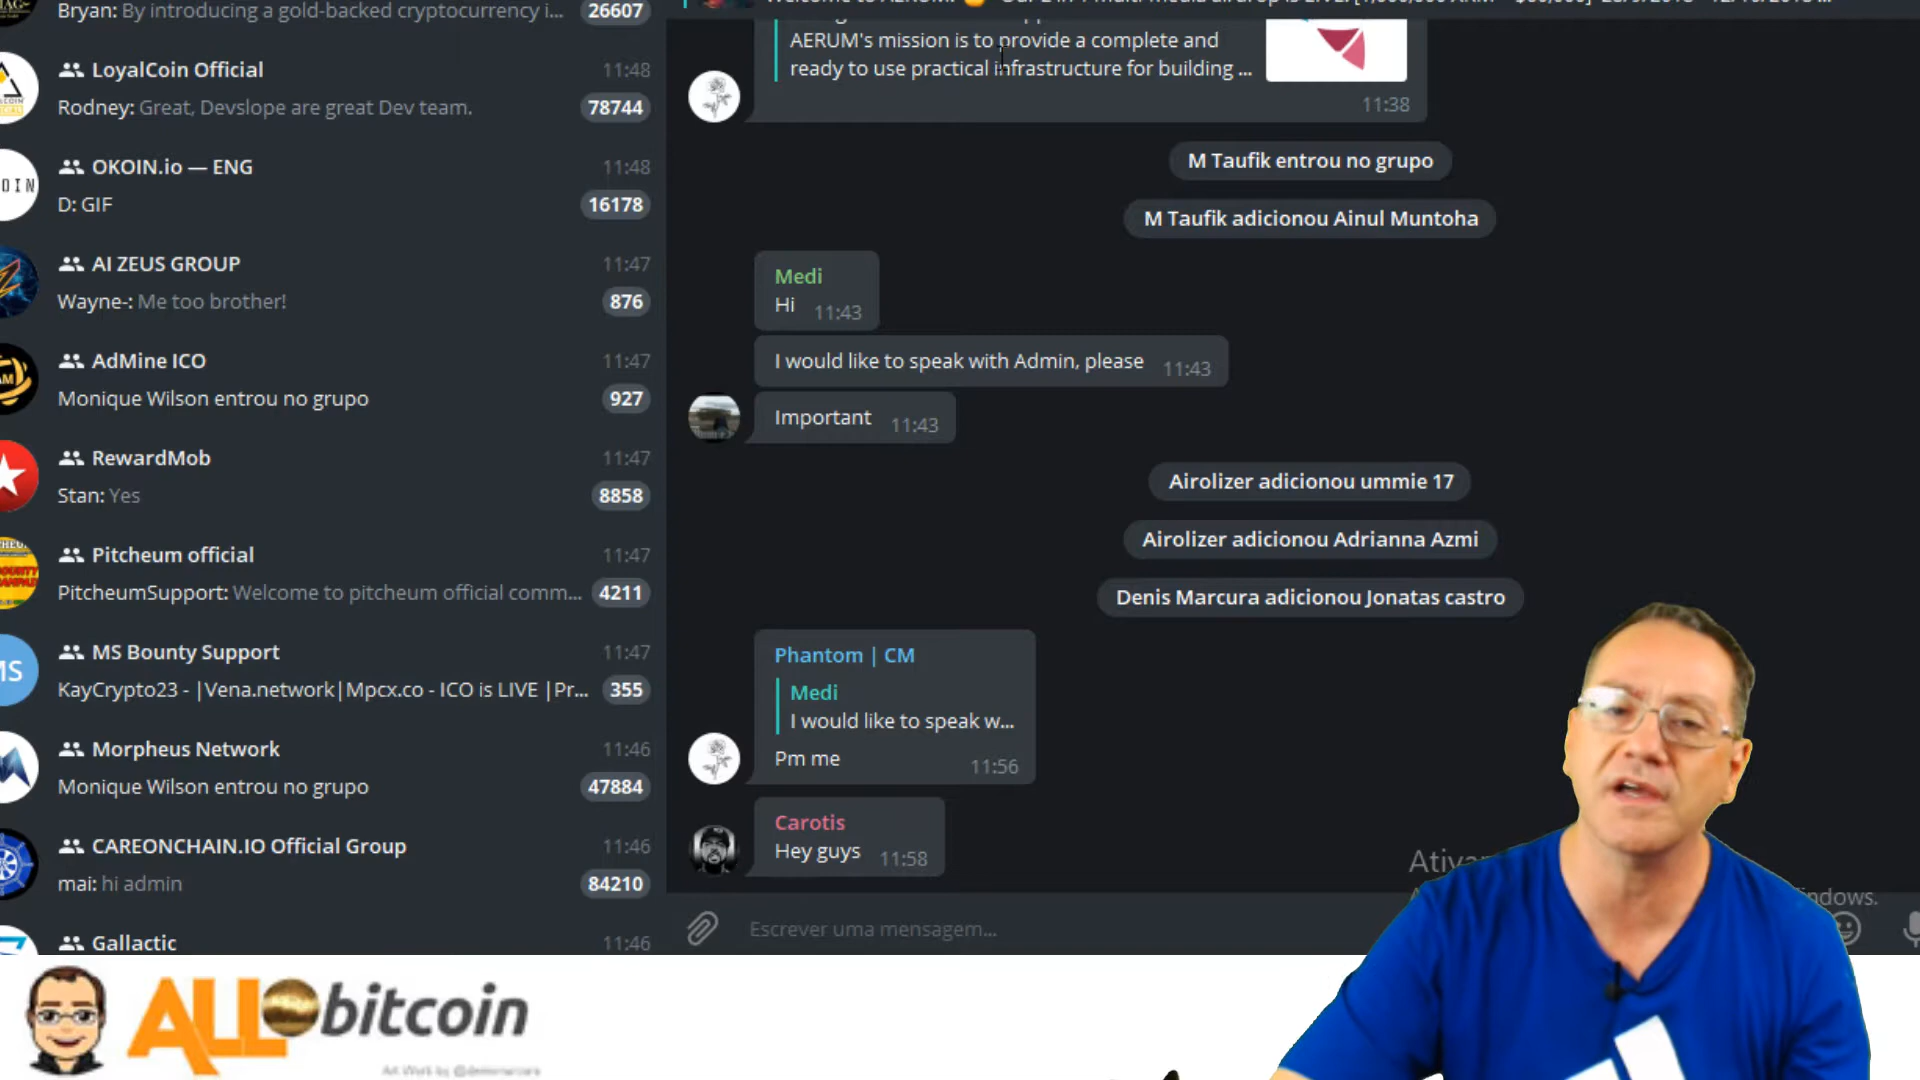 Bryan: By introducing a gold-backed cryptocurrency i... 26607
LoyalCoin Official 11:48
Rodney: Great, Devslope are great Dev team. 78744
OKOIN.io — ENG 11:48
D: GIF 16178
AI ZEUS GROUP 11:47
Wayne-: Me too brother! 876
AdMine ICO 11:47
Monique Wilson entrou no grupo 927
RewardMob 11:47
Stan: Yes 8858
Pitcheum official 11:47
PitcheumSupport: Welcome to pitcheum official comm... 4211
MS Bounty Support 11:47
KayCrypto23 - |Vena.network|Mpcx.co - ICO is LIVE |Pr... 355
Morpheus Network 11:46
Monique Wilson entrou no grupo 47884
CAREONCHAIN.IO Official Group 11:46
mai: hi admin 84210
Gallactic 11:46
AERUM's mission is to provide a complete and
ready to use practical infrastructure for building ...
11:38
M Taufik entrou no grupo
M Taufik adicionou Ainul Muntoha
Medi
Hi 11:43
I would like to speak with Admin, please 11:43
Important 11:43
Airolizer adicionou ummie 17
Airolizer adicionou Adrianna Azmi
Denis Marcura adicionou Jonatas castro
Phantom | CM
Medi
I would like to speak w...
Pm me 11:56
Carotis
Hey guys 11:58
Escrever uma mensagem...
ALL bitcoin
Art Work by